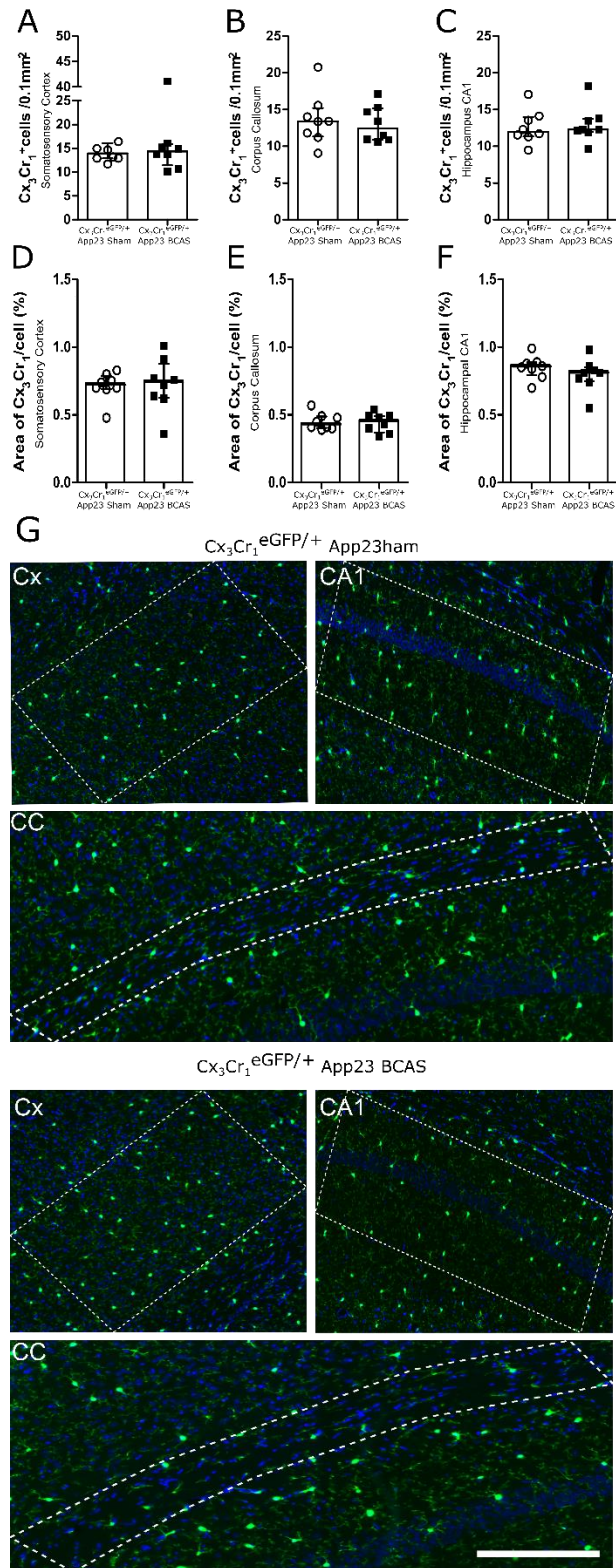 A
Cx₃Cr₁⁺cells /0.1mm²
Somatosensory Cortex
50
45
40
25
20
15
10
5
0
Cx₃Cr₁eGFP/+
App23 Sham
Cx₃Cr₁eGFP/+
App23 BCAS
B
Cx₃Cr₁⁺cells /0.1mm²
Corpus Callosum
25
20
15
10
5
0
Cx₃Cr₁eGFP/+
App23 Sham
Cx₃Cr₁eGFP/+
App23 BCAS
C
Cx₃Cr₁⁺cells /0.1mm²
Hippocampus CA1
25
20
15
10
5
0
Cx₃Cr₁eGFP/+
App23 Sham
Cx₃Cr₁eGFP/+
App23 BCAS
D
Area of Cx₃Cr₁/cell (%)
Somatosensory Cortex
1.5
1.0
0.5
0.0
Cx₃Cr₁eGFP/+
App23 Sham
Cx₃Cr₁eGFP/+
App23 BCAS
E
Area of Cx₃Cr₁/cell (%)
Corpus Callosum
1.5
1.0
0.5
0.0
Cx₃Cr₁eGFP/+
App23 Sham
Cx₃Cr₁eGFP/+
App23 BCAS
F
Area of Cx₃Cr₁/cell (%)
Hippocampal CA1
1.5
1.0
0.5
0.0
Cx₃Cr₁eGFP/+
App23 Sham
Cx₃Cr₁eGFP/+
App23 BCAS
G
Cx₃Cr₁eGFP/+ App23ham
Cx
CA1
CC
Cx₃Cr₁eGFP/+ App23 BCAS
Cx
CA1
CC